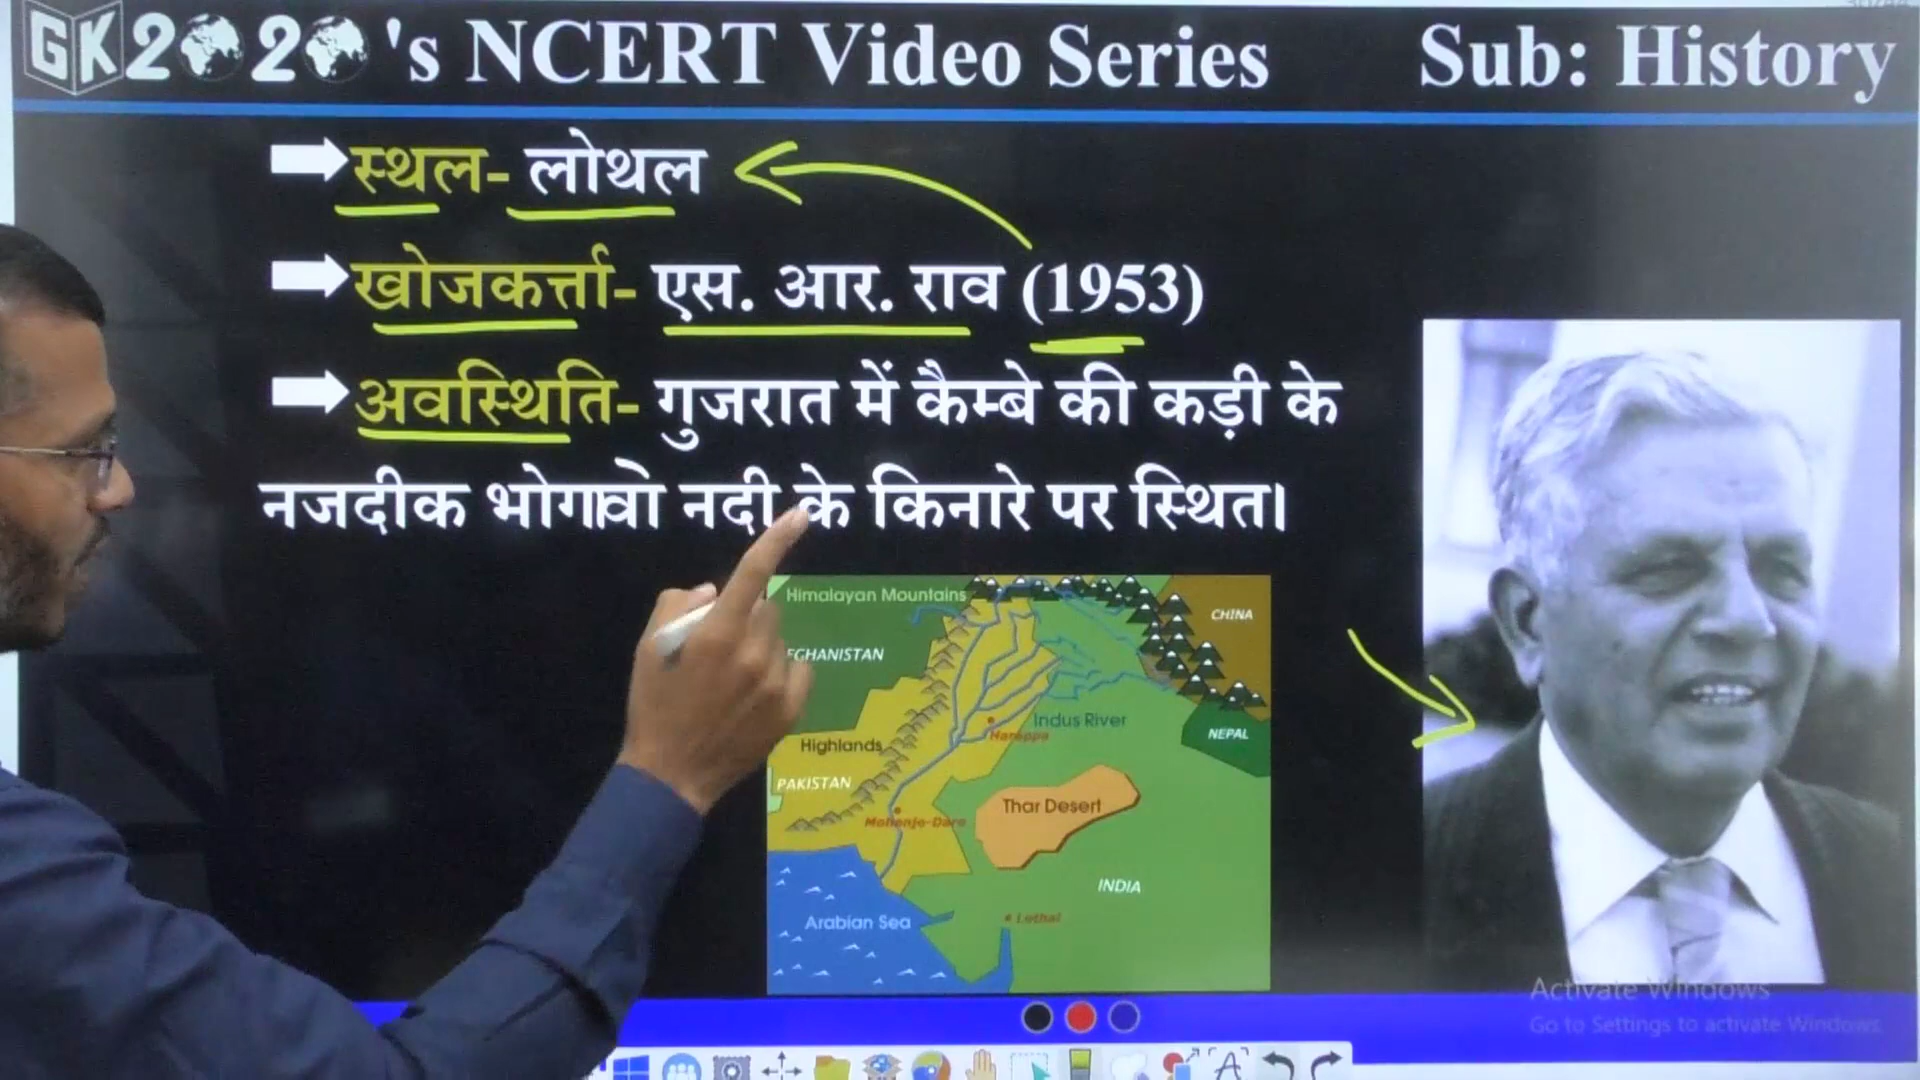 GK2020's NCERT Video Series Sub: History
स्थल- लोथल
खोजकर्त्ता- एस. आर. राव (1953)
अवस्थिति- गुजरात में कैम्बे की कड़ी के
नजदीक भोगावो नदी के किनारे पर स्थित।
Himalayan Mountains
CHINA
FGHANISTAN
Indus River
Harappa
NEPAL
Highlands
PAKISTAN
Thar Desert
Mohenjo-Daro
INDIA
Lothal
Arabian Sea
Activate Windows
Go to Settings to activate Windows